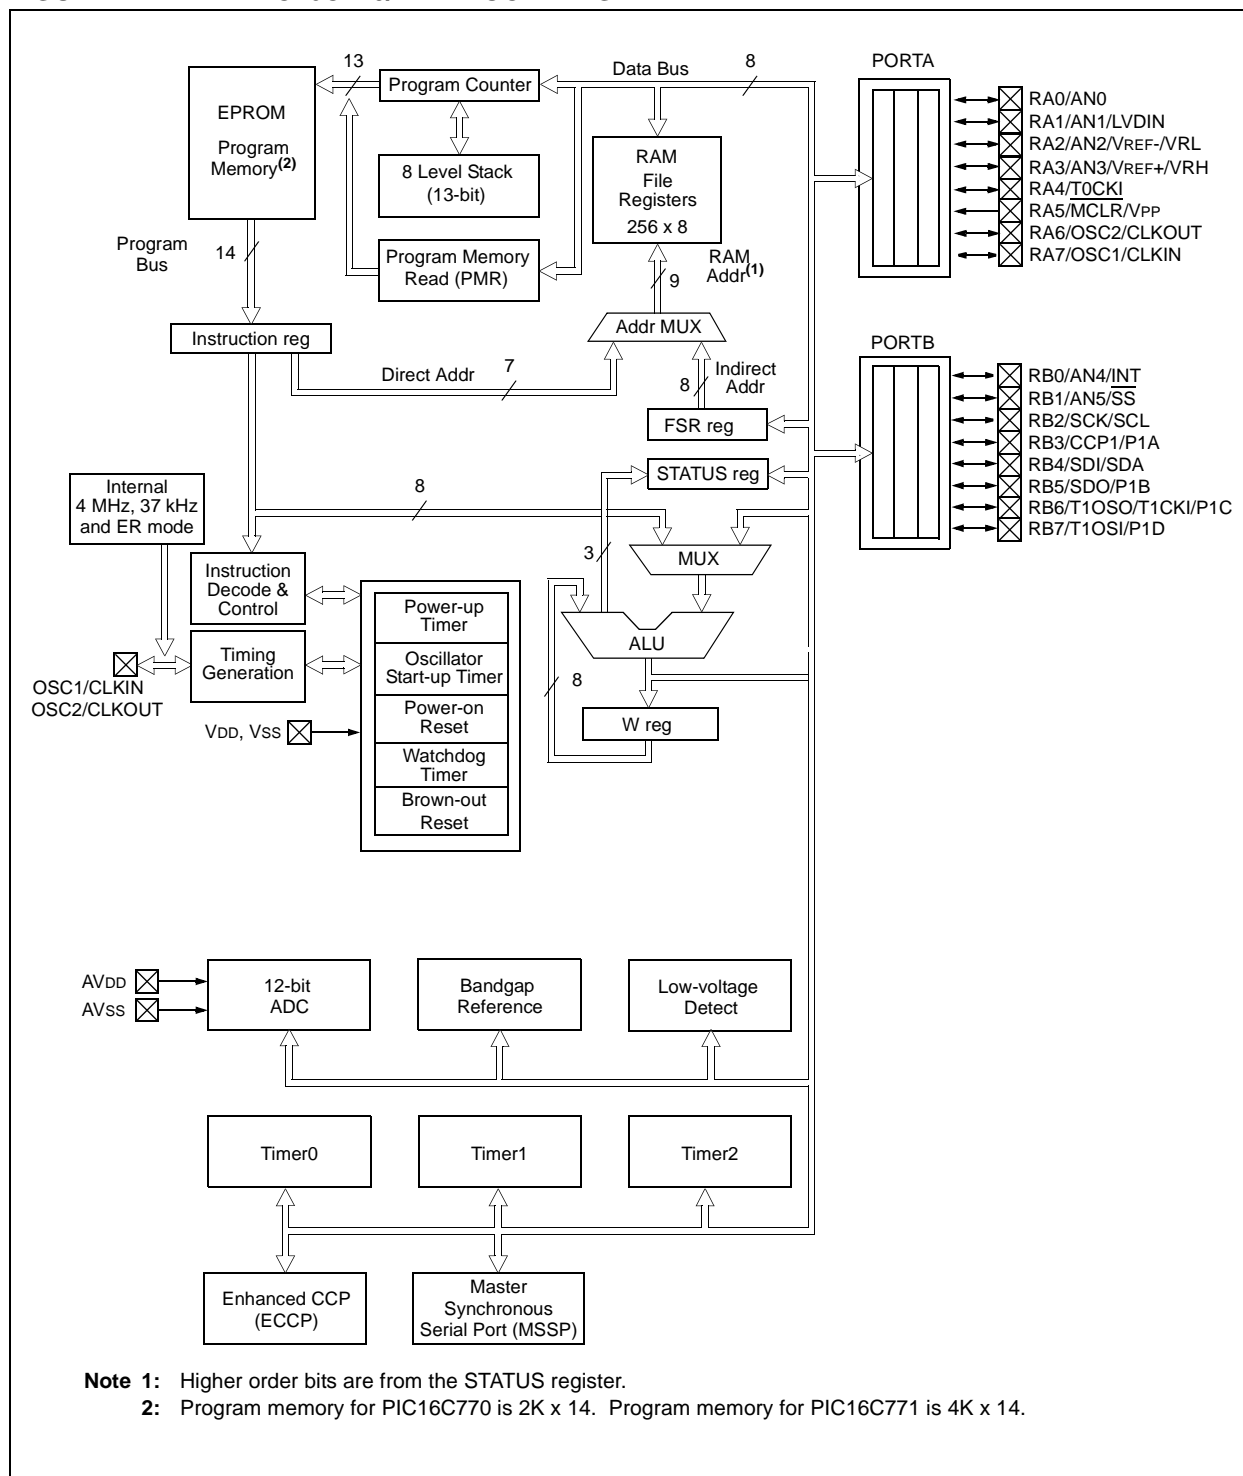 13
Data Bus
8
PORTA
EPROM
Program
Memory(2)
Program Counter
8 Level Stack
(13-bit)
RAM
File
Registers
256 x 8
RA0/AN0
RA1/AN1/LVDIN
RA2/AN2/VREF-/VRL
RA3/AN3/VREF+/VRH
RA4/T0CKI
RA5/MCLR/VPP
RA6/OSC2/CLKOUT
RA7/OSC1/CLKIN
Program
Bus
14
Program Memory
Read (PMR)
RAM
Addr(1)
9
Instruction reg
Addr MUX
PORTB
Direct Addr
7
8
Indirect
Addr
FSR reg
STATUS reg
RB0/AN4/INT
RB1/AN5/SS
RB2/SCK/SCL
RB3/CCP1/P1A
RB4/SDI/SDA
RB5/SDO/P1B
RB6/T1OSO/T1CKI/P1C
RB7/T1OSI/P1D
Internal
4 MHz, 37 kHz
and ER mode
8
3
MUX
Instruction
Decode &
Control
Timing
Generation
OSC1/CLKIN
OSC2/CLKOUT
VDD, VSS
Power-up
Timer
Oscillator
Start-up Timer
Power-on
Reset
Watchdog
Timer
Brown-out
Reset
ALU
8
W reg
AVDD
AVSS
12-bit
ADC
Bandgap
Reference
Low-voltage
Detect
Timer0
Timer1
Timer2
Enhanced CCP
(ECCP)
Master
Synchronous
Serial Port (MSSP)
Note 1: Higher order bits are from the STATUS register.
2: Program memory for PIC16C770 is 2K x 14. Program memory for PIC16C771 is 4K x 14.